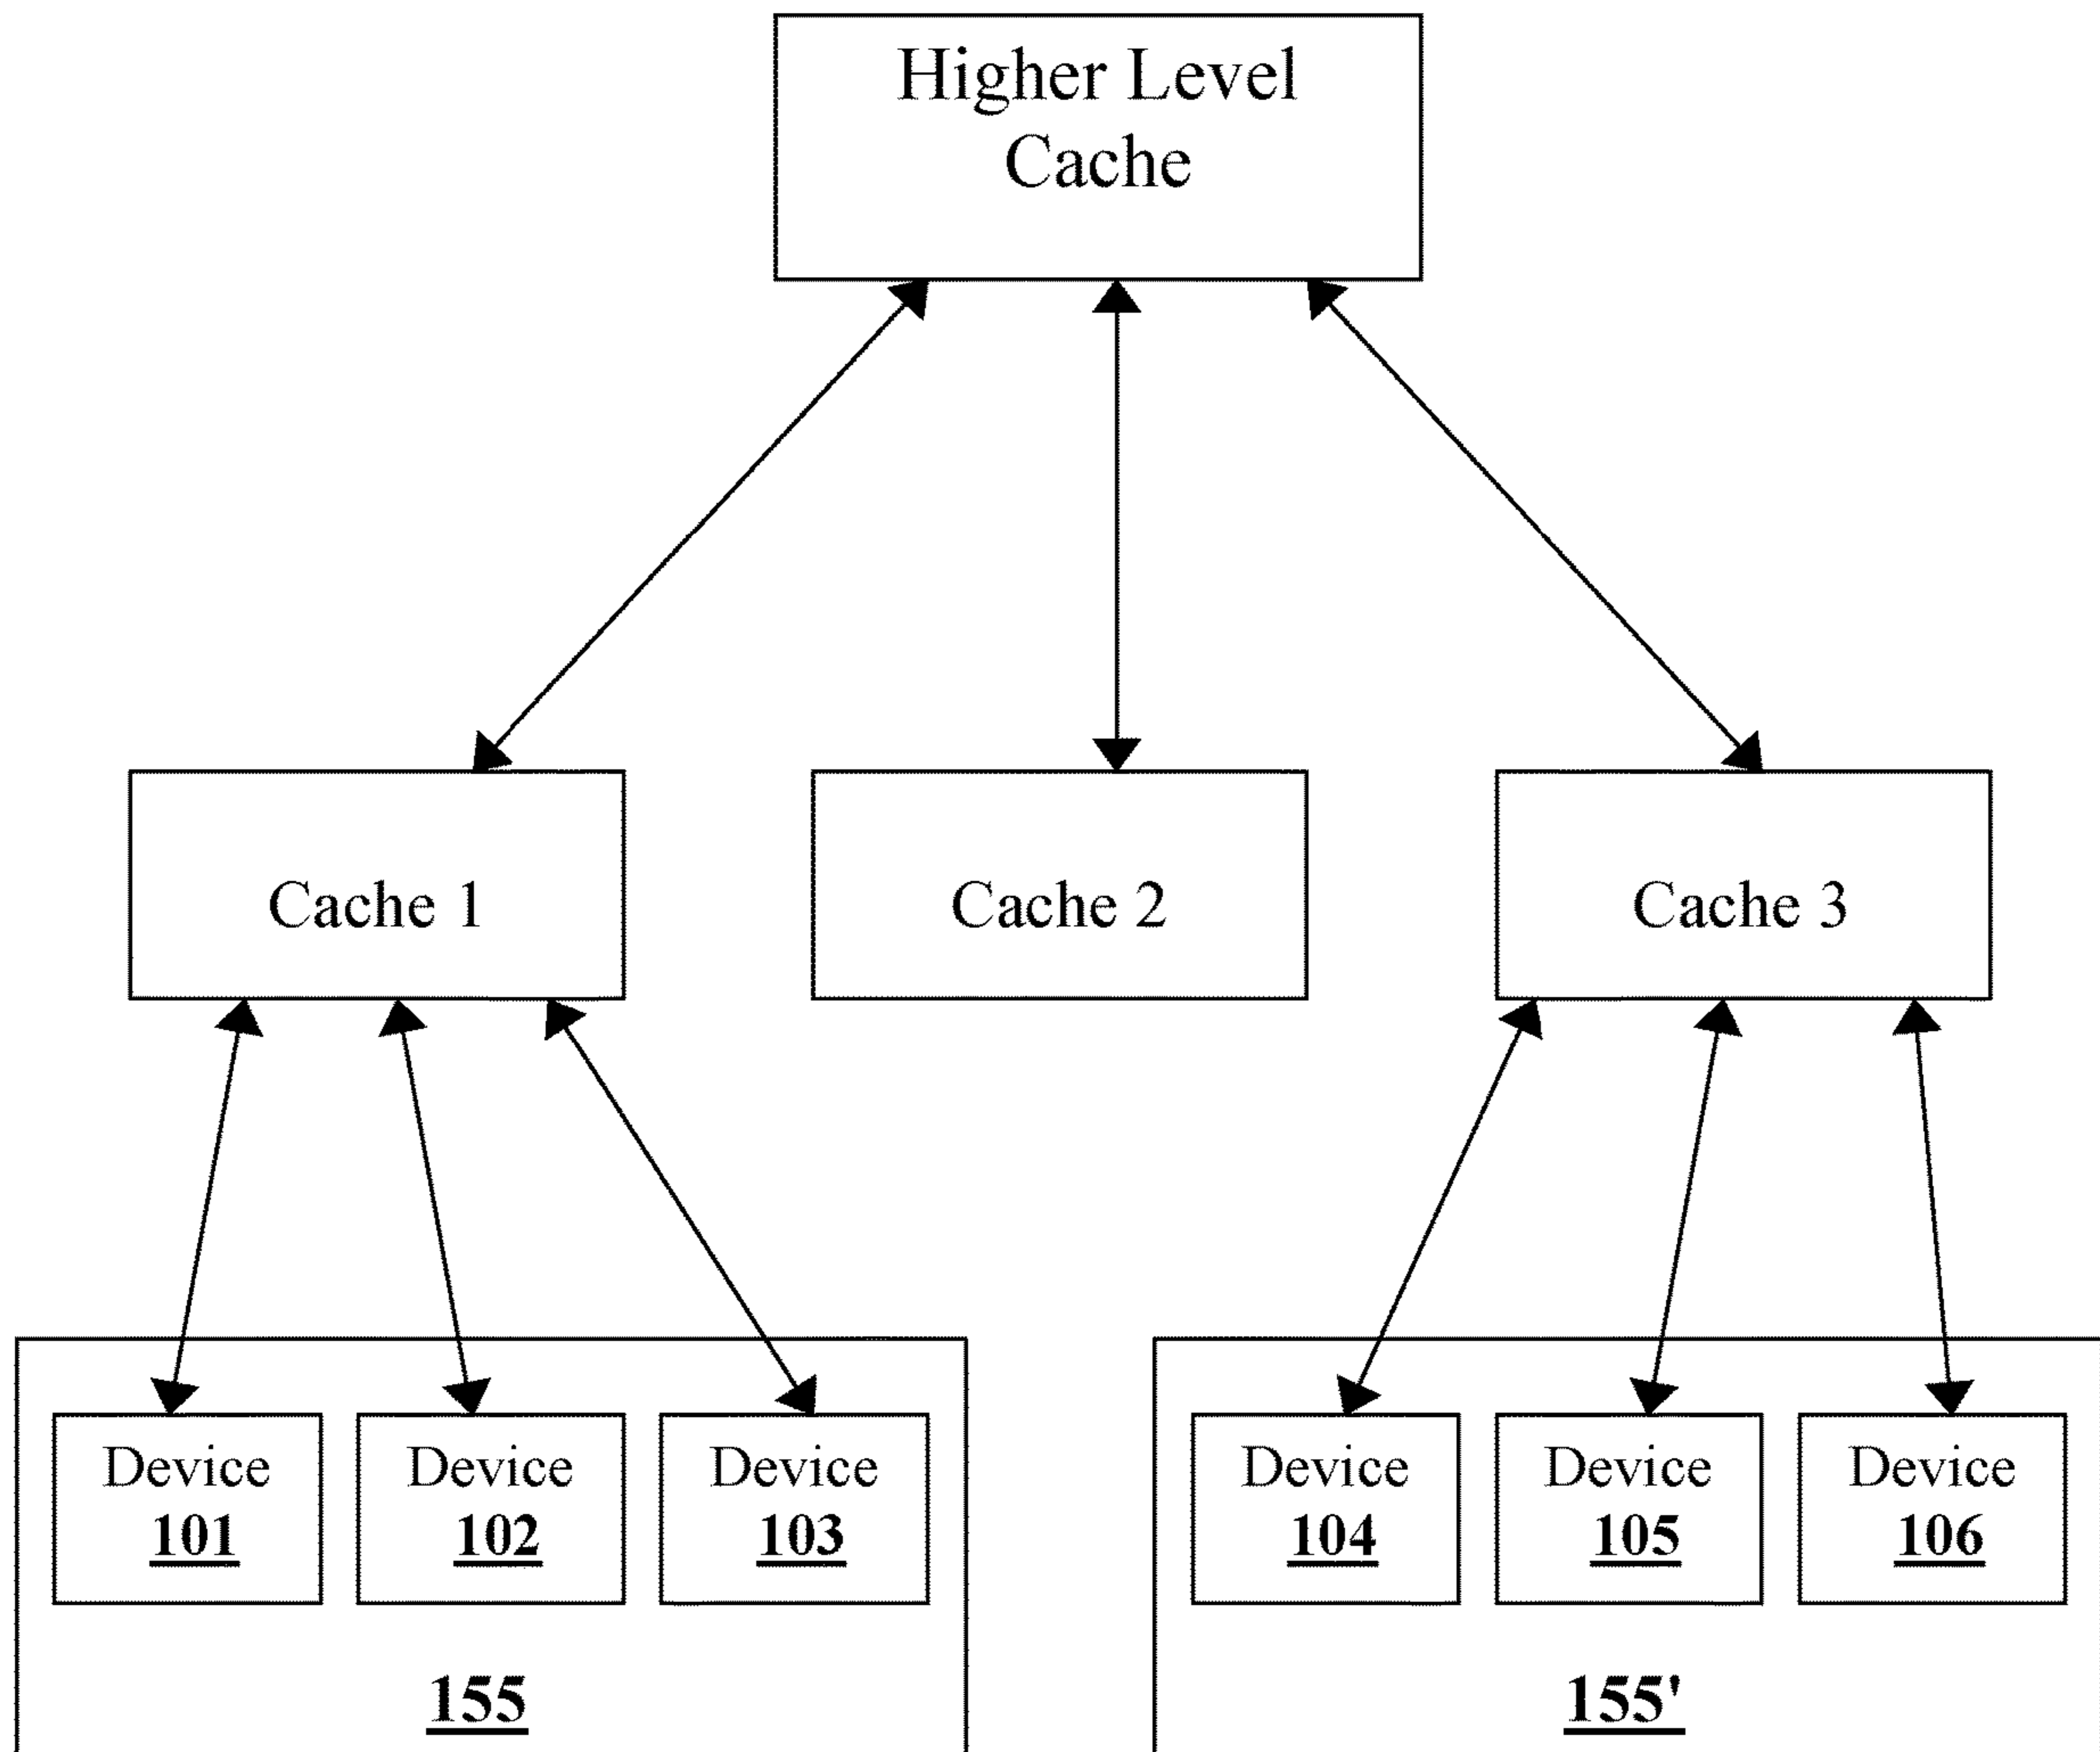 Higher Level
Cache
Cache 1
Cache 2
Cache 3
Device
101
Device
102
Device
103
Device
104
Device
105
Device
106
155
155'